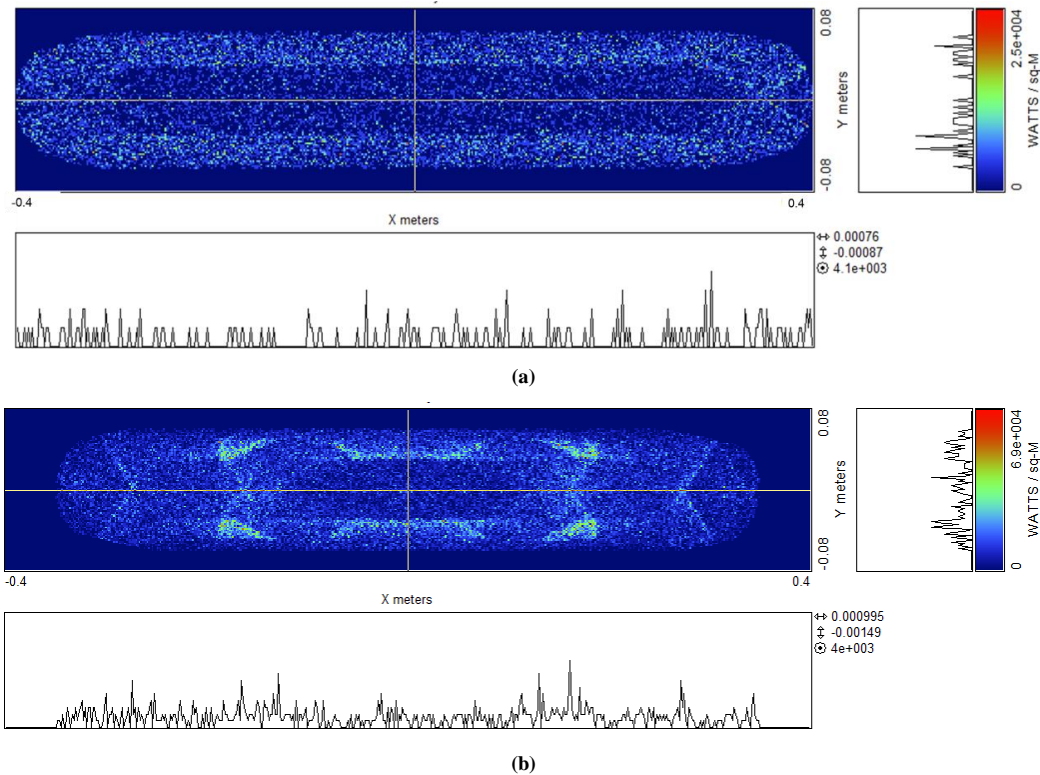 0.08
Y meters
-0.08
2.5e+004
WATTS / sq-M
0
-0.4
0.4
X meters
0.00076
-0.00087
4.1e+003
(a)
0.08
Y meters
-0.08
6.9e+004
WATTS / sq-M
0
-0.4
0.4
X meters
0.000995
-0.00149
4e+003
(b)